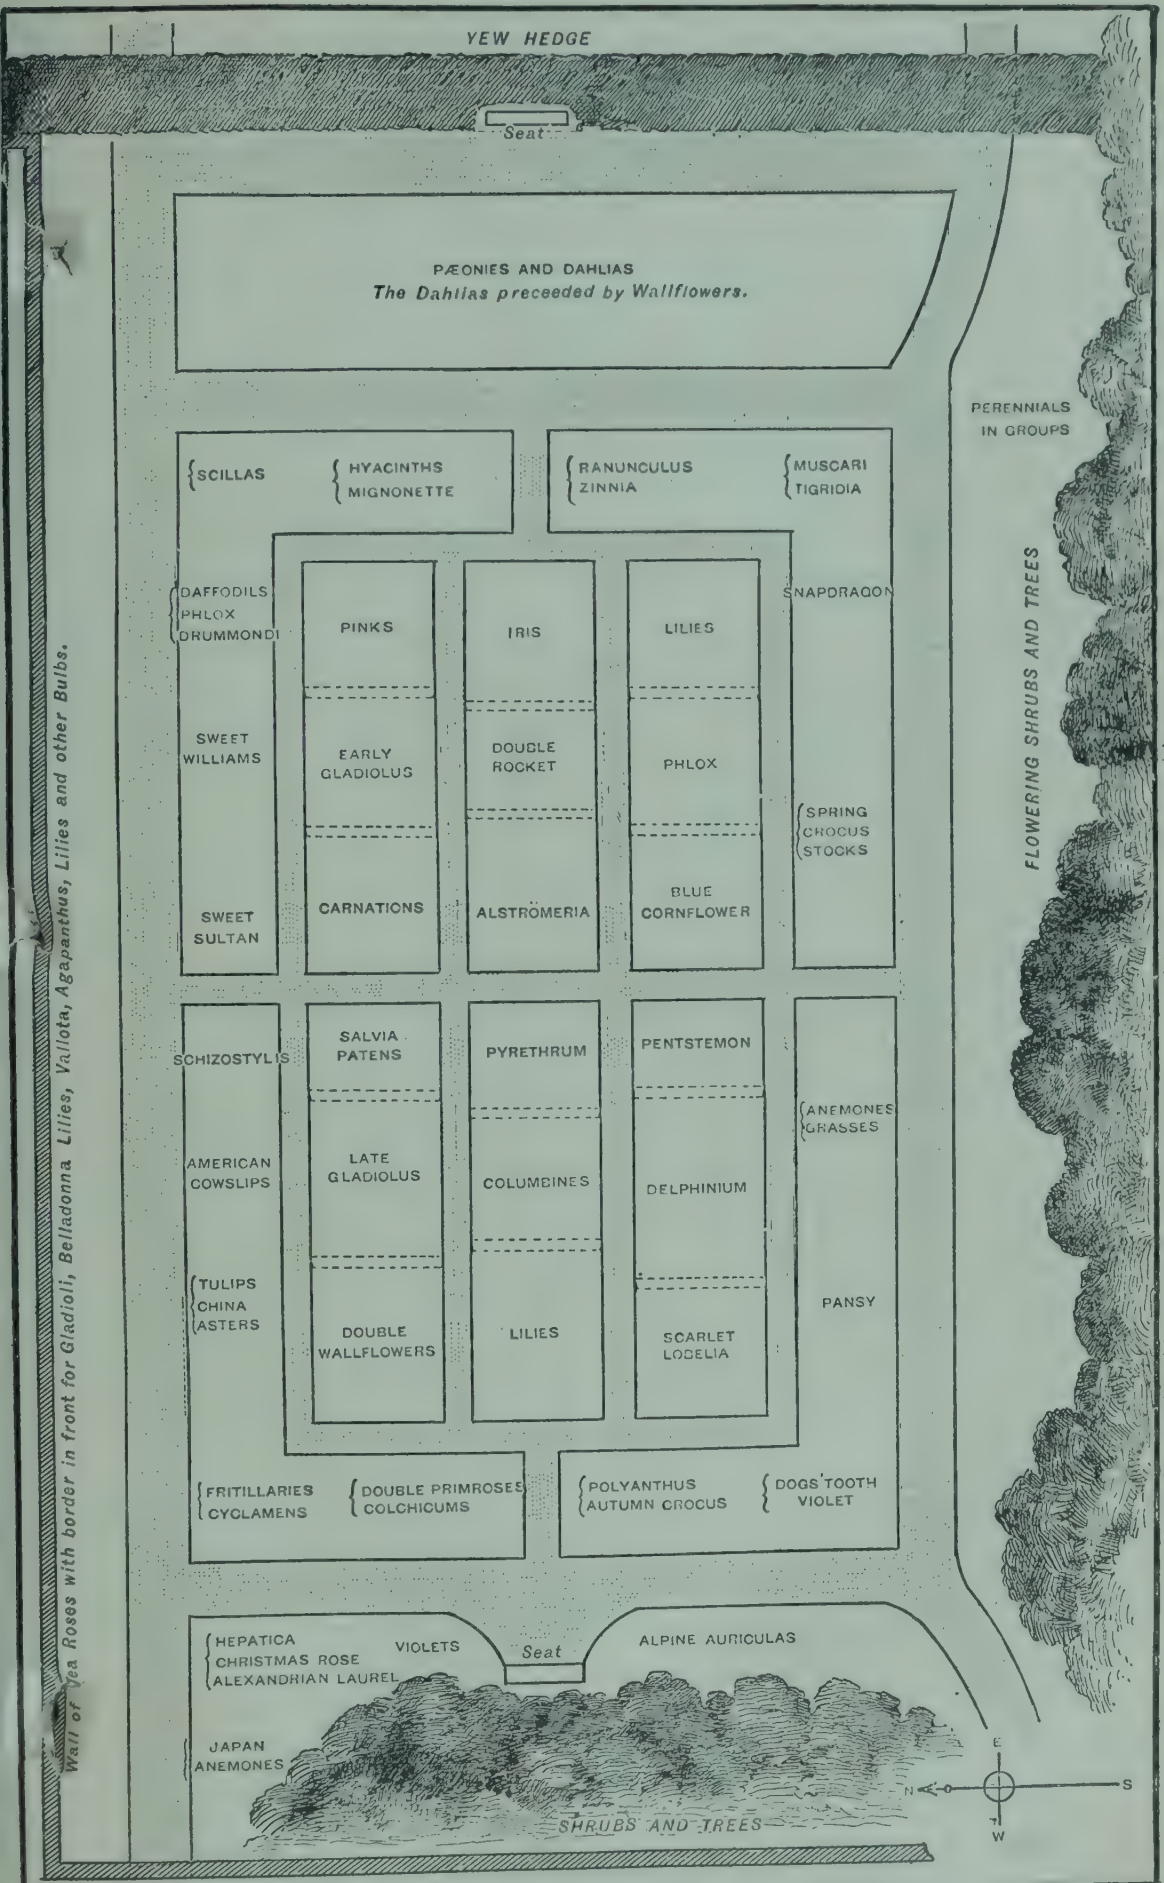 YEW HEDGE
Seat
PÆONIES AND DAHLIAS
The Dahlias preceeded by Wallflowers.
PERENNIALS
IN GROUPS
SCILLAS
HYACINTHS
MIGNONETTE
RANUNCULUS
ZINNIA
MUSCARI
TIGRIDIA
DAFFODILS
PHLOX
DRUMMONDI
PINKS
IRIS
LILIES
SNAPDRAGON
SWEET
WILLIAMS
EARLY
GLADIOLUS
DOUBLE
ROCKET
PHLOX
SPRING
CROCUS
STOCKS
SWEET
SULTAN
CARNATIONS
ALSTRÖMERIA
BLUE
CORNFLOWER
FLOWERING SHRUBS AND TREES
Wall of Tea Roses with border in front for Gladioli, Belladonna Lilies, Vallota, Agapanthus, Lilies and other Bulbs.
SCHIZOSTYLIS
SALVIA
PATENS
PYRETHRUM
PENTSTEMON
ANEMONES
GRASSES
AMERICAN
COWSLIPS
LATE
GLADIOLUS
COLUMBINES
DELPHINIUM
TULIPS
CHINA
ASTERS
DOUBLE
WALLFLOWERS
LILIES
SCARLET
LOBELIA
PANSY
FRITILLARIES
CYCLAMENS
DOUBLE PRIMROSES
COLCHICUMS
POLYANTHUS
AUTUMN CROCUS
DOGS'TOOTH
VIOLET
HEPATICA
CHRISTMAS ROSE
ALEXANDRIAN LAUREL
VIOLETS
Seat
ALPINE AURICULAS
JAPAN
ANEMONES
SHRUBS AND TREES
E
N
S
W